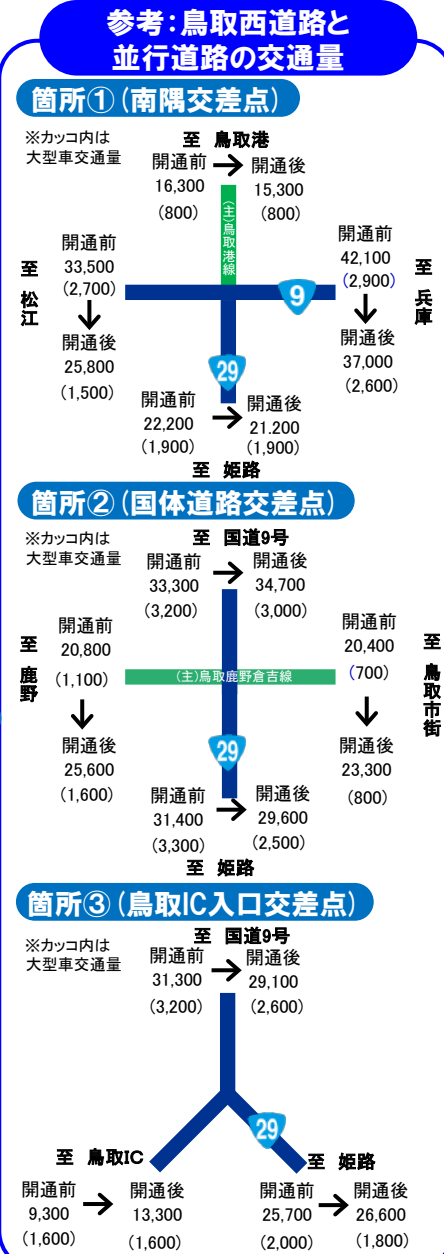 参考：鳥取西道路と
並行道路の交通量
箇所①（南隅交差点）
※カッコ内は
大型車交通量
至 鳥取港
開通前
16,300
(800)
開通後
15,300
(800)
(主)鳥取港線
至 松江
開通前
33,500
(2,700)
開通後
25,800
(1,500)
9
開通前
42,100
(2,900)
開通後
37,000
(2,600)
至 兵庫
29
開通前
22,200
(1,900)
開通後
21.200
(1,900)
至 姫路
箇所②（国体道路交差点）
※カッコ内は
大型車交通量
至 国道9号
開通前
33,300
(3,200)
開通後
34,700
(3,000)
至 鹿野
開通前
20,800
(1,100)
開通後
25,600
(1,600)
(主)鳥取鹿野倉吉線
開通前
20,400
(700)
開通後
23,300
(800)
至 鳥取市街
29
開通前
31,400
(3,300)
開通後
29,600
(2,500)
至 姫路
箇所③（鳥取IC入口交差点）
※カッコ内は
大型車交通量
至 国道9号
開通前
31,300
(3,200)
開通後
29,100
(2,600)
29
至 鳥取IC
開通前
9,300
(1,600)
開通後
13,300
(1,600)
至 姫路
開通前
25,700
(2,000)
開通後
26,600
(1,800)